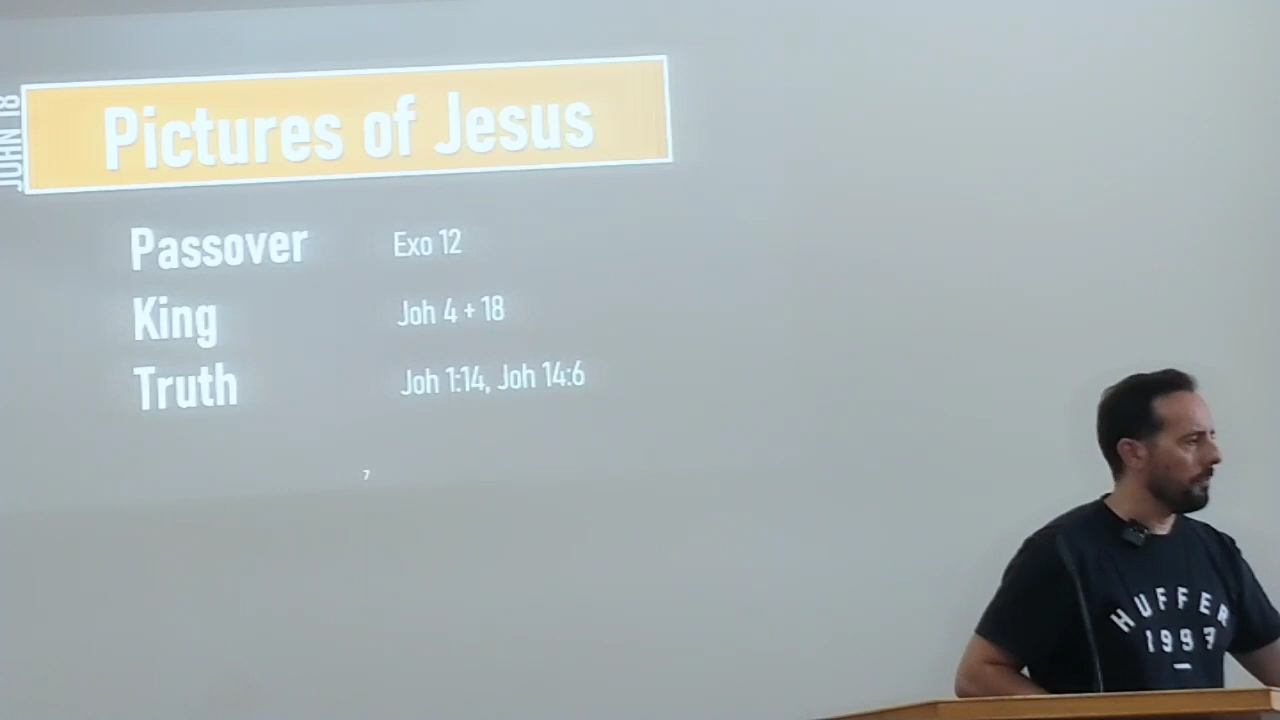 JOHN 18
Pictures of Jesus
Passover Exo 12
King Joh 4 + 18
Truth Joh 1:14, Joh 14:6
7
HUFFER
1997